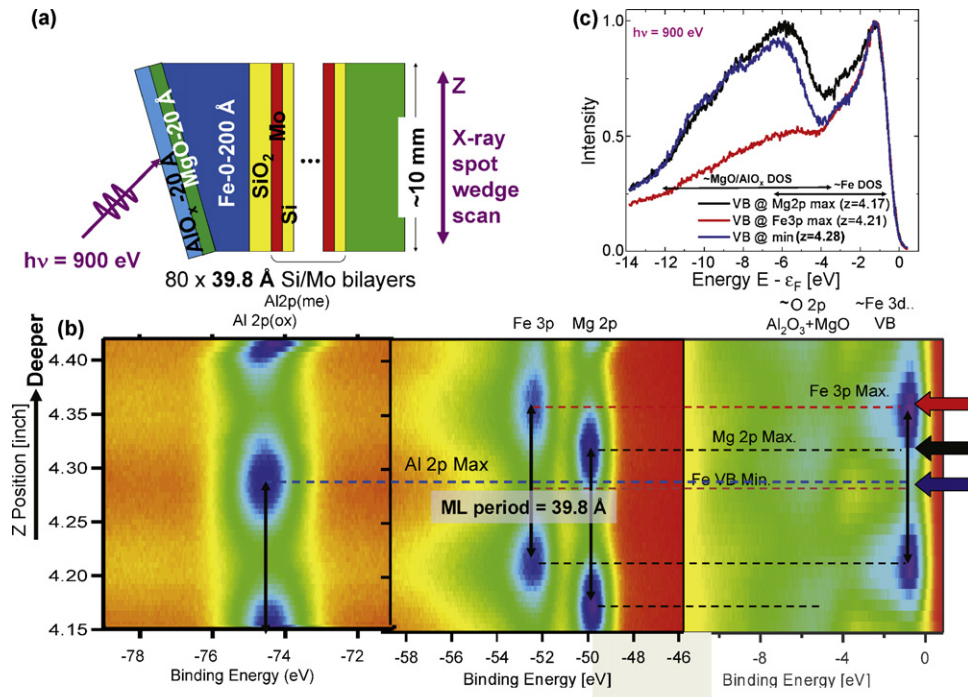 (a)
AlOₓ -20 Å
MgO-20 Å
Fe-0-200 Å
SiO₂
Mo
Si
...
~10 mm
Z
X-ray
spot
wedge
scan
hν = 900 eV
80 x 39.8 Å Si/Mo bilayers
(c)
hν = 900 eV
Intensity
1.0
0.5
0.0
~MgO/AlOₓ DOS
~Fe DOS
VB @ Mg2p max (z=4.17)
VB @ Fe3p max (z=4.21)
VB @ min (z=4.28)
-14 -12 -10 -8 -6 -4 -2 0
Energy E - εF [eV]
(b)
Al2p(me)
Al 2p(ox)
Fe 3p
Mg 2p
~O 2p
Al₂O₃+MgO
~Fe 3d..
VB
Z Position [inch]
Deeper
4.40
4.35
4.30
4.25
4.20
4.15
Fe 3p Max.
Mg 2p Max.
Al 2p Max
Fe VB Min.
ML period = 39.8 Å
-78 -76 -74 -72
Binding Energy (eV)
-58 -56 -54 -52 -50 -48 -46
Binding Energy [eV]
-8 -4 0
Binding Energy [eV]